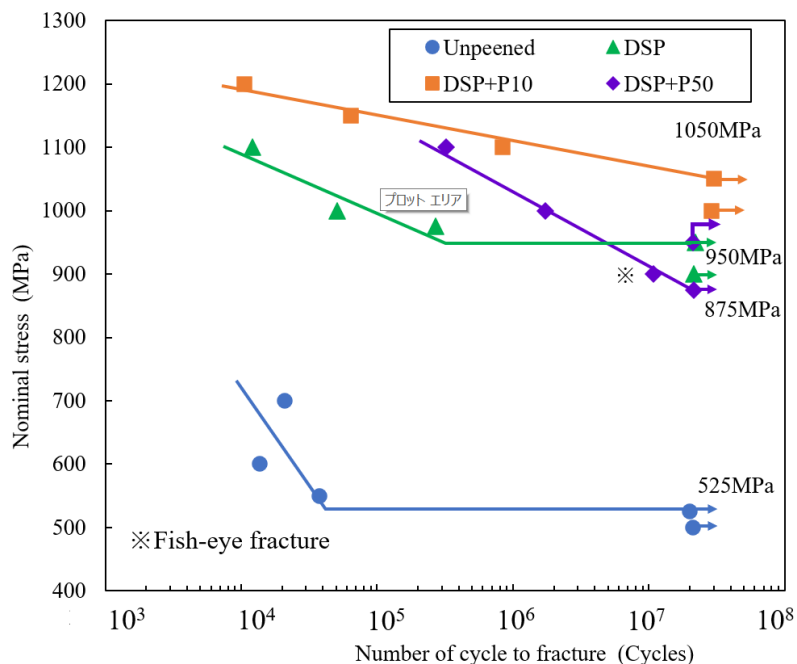 1300
1200
1100
1000
900
800
700
600
500
400
Nominal stress (MPa)
Unpeened
DSP
DSP+P10
DSP+P50
1050MPa
プロット エリア
950MPa
※
875MPa
525MPa
※Fish-eye fracture
10³
10⁴
10⁵
10⁶
10⁷
10⁸
Number of cycle to fracture (Cycles)